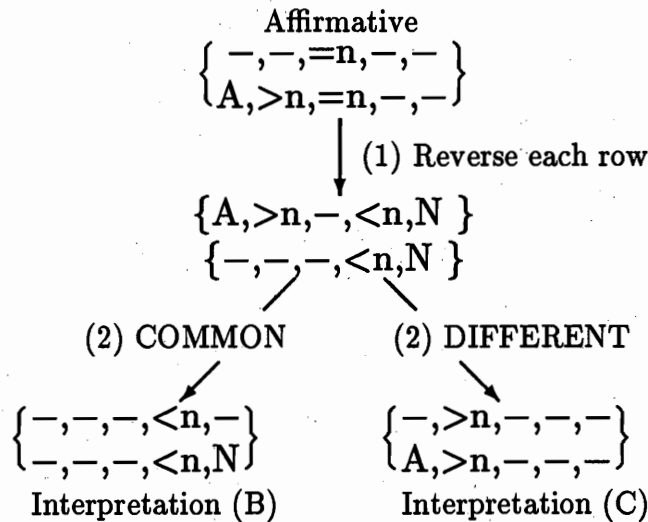 Affirmative
−,−,=n,−,−
A,>n,=n,−,−
(1) Reverse each row
{A,>n,−,<n,N }
{−,−,−,<n,N }
(2) COMMON (2) DIFFERENT
−,−,−,<n,− −,>n,−,−,−
−,−,−,<n,N A,>n,−,−,−
Interpretation (B) Interpretation (C)